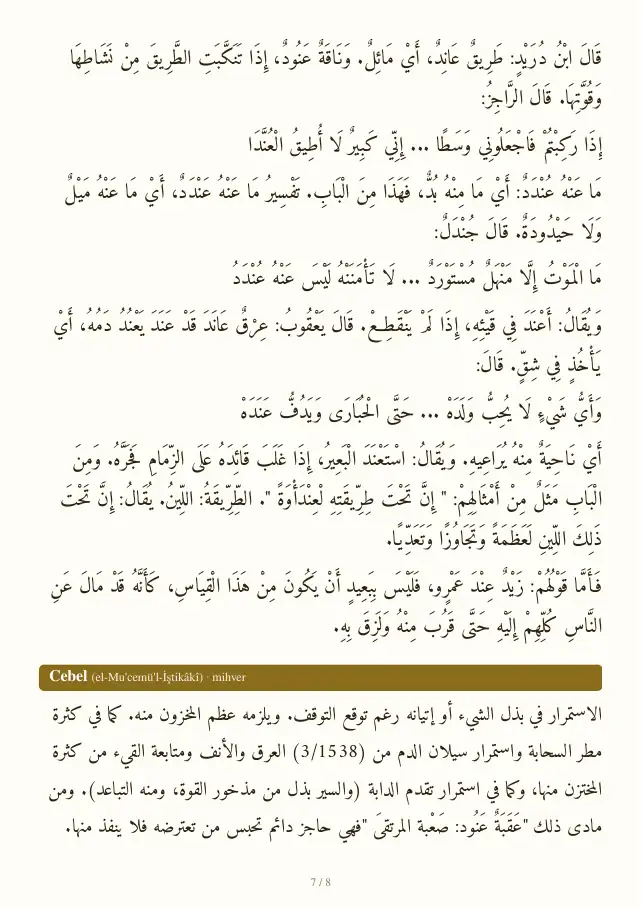 قَالَ ابْنُ دُرَيْدٍ: طَرِيقٌ عَانِدٌ، أَيْ مَائِلٌ. وَنَاقَةٌ عَنُودٌ، إِذَا تَنَكَّبَتِ الطَّرِيقَ مِنْ نَشَاطِهَا
وَقُوَّتِهَا. قَالَ الرَّاجِزُ:
إِذَا رَكِبْتُمْ فَاجْعَلُونِي وَسَطًا ... إِنِّي كَبِيرٌ لَا أُطِيقُ الْعُنَّدَا
مَا عَنْهُ عُنْدَدٌ: أَيْ مَا مِنْهُ بُدٌّ، فَهَذَا مِنَ الْبَابِ. تَفْسِيرُ مَا عَنْهُ عَنْدَدٌ، أَيْ مَا عَنْهُ مَيْلٌ
وَلَا حَيْدُودَةٌ. قَالَ جُنْدَلٌ:
مَا الْمَوْتُ إِلَّا مَنْهَلٌ مُسْتَوْرَدٌ ... لَا تَأْمَنَنْهُ لَيْسَ عَنْهُ عُنْدَدُ
وَيُقَالُ: أَعْنَدَ فِي قَيْئِهِ، إِذَا لَمْ يَنْقَطِعْ. قَالَ يَعْقُوبُ: عِرْقٌ عَانَدَ قَدْ عَنَدَ يَعْنُدُ دَمُهُ، أَيْ
يَأْخُذٍ فِي شِقٍّ. قَالَ:
وَأَيُّ شَيْءٍ لَا يُحِبُّ وَلَدَهْ ... حَتَّى الْحُبَارَى وَيَدُفُّ عَنَدَهْ
أَيْ نَاحِيَةٌ مِنْهُ يُرَاعِيهِ. وَيُقَالُ: اسْتَعْنَدَ الْبَعِيرُ، إِذَا غَلَبَ قَائِدَهُ عَلَى الزِّمَامِ فَجَرَّهُ. وَمِنَ
الْبَابِ مَثَلٌ مِنْ أَمْثَالِهِمْ: " إِنَّ تَحْتَ طِرِّيقَتِهِ لَعِنْدَأْوَةً ". الطِّرِّيقَةُ: اللِّينُ. يُقَالُ: إِنَّ تَحْتَ
ذَلِكَ اللِّينِ لَعَظَمَةً وَتَجَاوُزًا وَتَعَدِّيًا.
فَأَمَّا قَوْلُهُمْ: زَيْدٌ عِنْدَ عَمْرٍو، فَلَيْسَ بِبَعِيدٍ أَنْ يَكُونَ مِنْ هَذَا الْقِيَاسِ، كَأَنَّهُ قَدْ مَالَ عَنِ
النَّاسِ كُلِّهِمْ إِلَيْهِ حَتَّى قَرُبَ مِنْهُ وَلَزِقَ بِهِ.
Cebel (el-Mu'cemü'l-İştikâkî) · mihver
الاستمرار في بذل الشيء أو إتيانه رغم توقع التوقف. ويلزمه عظم المخزون منه. كما في كثرة
مطر السحابة واستمرار سيلان الدم من (3/1538) العرق والأنف ومتابعة القيء من كثرة
المختزن منها، وكما في استمرار تقدم الدابة (والسير بذل من مذخور القوة، ومنه التباعد). ومن
مادى ذلك "عَقَبَةٌ عَنُود: صَعْبة المرتقىَ "فهي حاجز دائم تحبس من تعترضه فلا ينفذ منها.
7 / 8